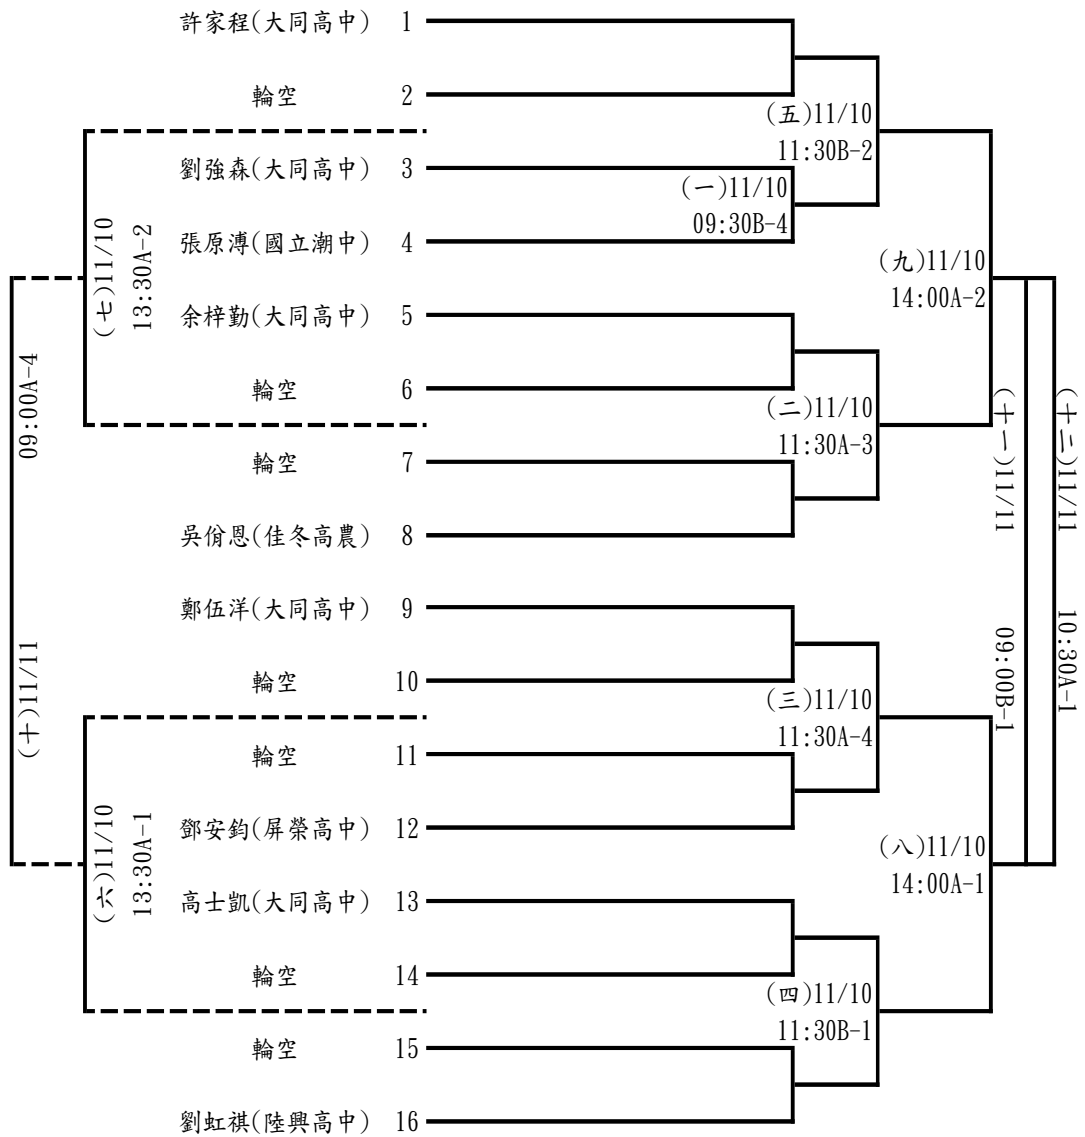 許家程(大同高中) 1
輪空 2
(五)11/10
11:30B-2
劉強森(大同高中) 3
(一)11/10
09:30B-4
張原溥(國立潮中) 4
(七)11/10
13:30A-2
(九)11/10
14:00A-2
余梓勤(大同高中) 5
輪空 6
(二)11/10
11:30A-3
輪空 7
吳佾恩(佳冬高農) 8
(十)11/11 09:00A-4
(十一)11/11 09:00B-1
(十二)11/11 10:30A-1
鄭伍洋(大同高中) 9
輪空 10
(三)11/10
11:30A-4
輪空 11
鄧安鈞(屏榮高中) 12
(六)11/10
13:30A-1
(八)11/10
14:00A-1
高士凱(大同高中) 13
輪空 14
(四)11/10
11:30B-1
輪空 15
劉虹祺(陸興高中) 16